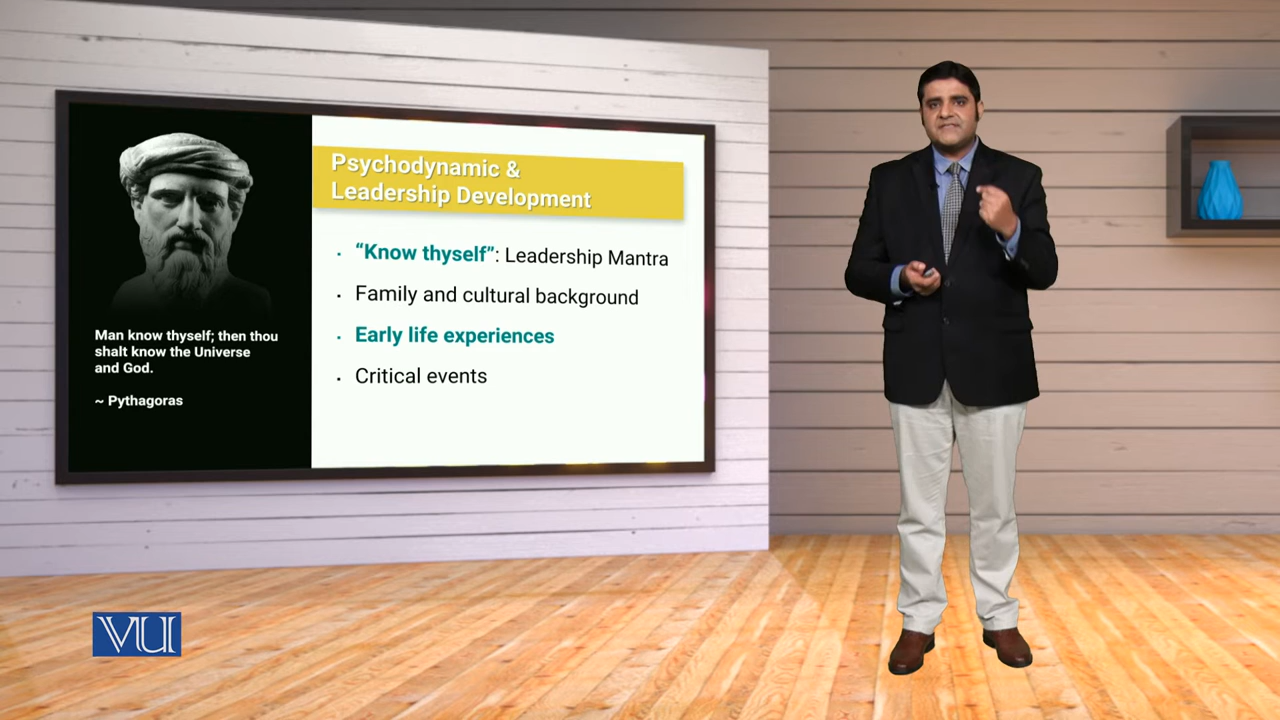 Man know thyself; then thou
shalt know the Universe
and God.
~ Pythagoras
Psychodynamic &
Leadership Development
· “Know thyself”: Leadership Mantra
· Family and cultural background
· Early life experiences
· Critical events
VU